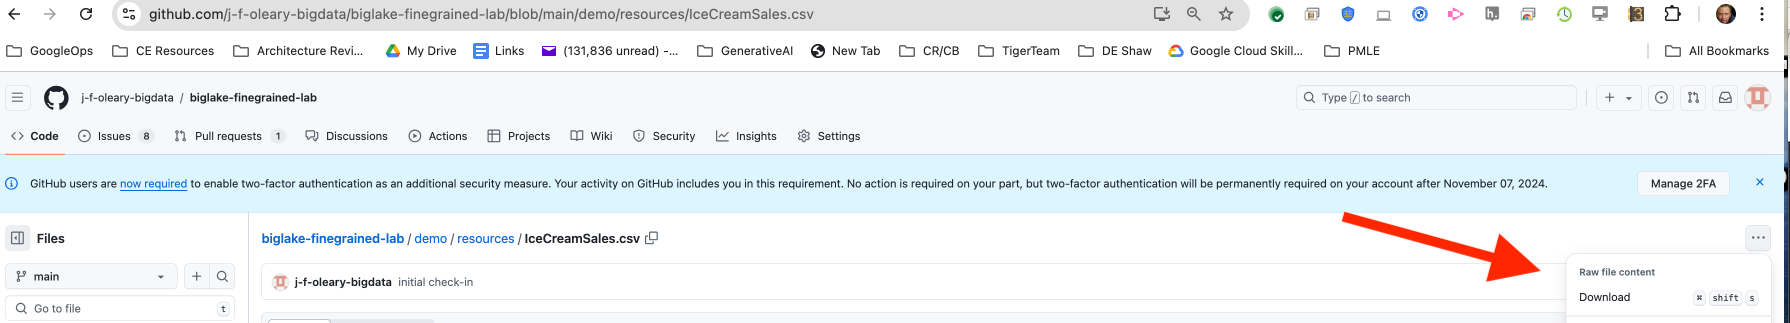 github.com/j-f-oleary-bigdata/biglake-finegrained-lab/blob/main/demo/resources/IceCreamSales.csv
GoogleOps CE Resources Architecture Revi... My Drive Links (131,836 unread) -... GenerativeAI New Tab CR/CB TigerTeam DE Shaw Google Cloud Skill... PMLE All Bookmarks
j-f-oleary-bigdata / biglake-finegrained-lab Type / to search
Code Issues 8 Pull requests 1 Discussions Actions Projects Wiki Security Insights Settings
GitHub users are now required to enable two-factor authentication as an additional security measure. Your activity on GitHub includes you in this requirement. No action is required on your part, but two-factor authentication will be permanently required on your account after November 07, 2024. Manage 2FA
Files biglake-finegrained-lab / demo / resources / IceCreamSales.csv
Raw file content
main j-f-oleary-bigdata initial check-in
Download ⌘ shift s
Go to file t